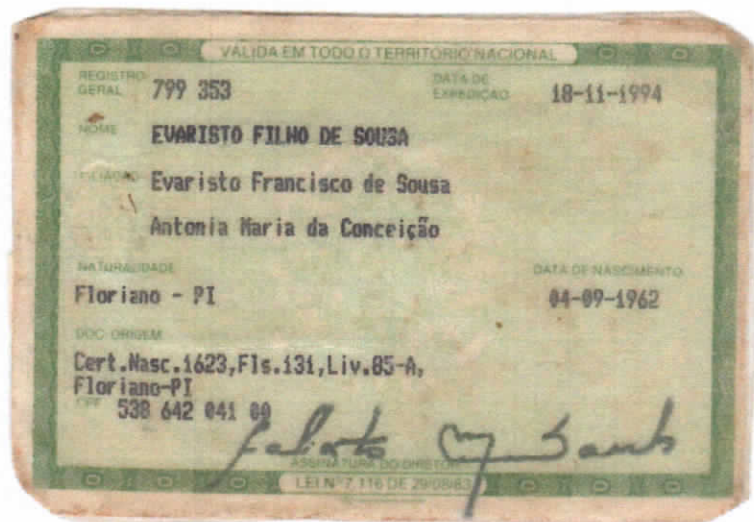 VÁLIDA EM TODO O TERRITÓRIO NACIONAL
REGISTRO GERAL 799 353 DATA DE EXPEDIÇÃO 18-11-1994
NOME EVARISTO FILHO DE SOUSA
FILIAÇÃO Evaristo Francisco de Sousa
Antonia Maria da Conceição
NATURALIDADE DATA DE NASCIMENTO
Floriano - PI 04-09-1962
DOC ORIGEM
Cert.Nasc.1623,Fls.131,Liv.85-A,
Floriano-PI
CPF 538 642 041 00
ASSINATURA DO DIRETOR
LEI Nº 7.116 DE 29/08/83